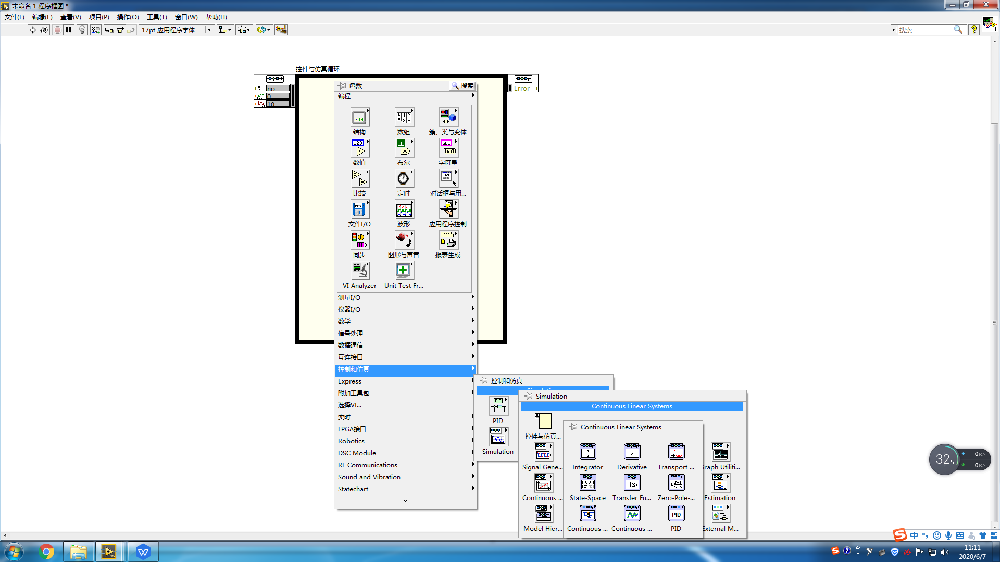 未命名 1 程序框图 *
文件(F) 编辑(E) 查看(V) 项目(P) 操作(O) 工具(T) 窗口(W) 帮助(H)
17pt 应用程序字体
搜索
控件与仿真循环
no
0
10
Error
函数
搜索
编程
结构 数组 簇、类与变体
数值 布尔 字符串
比较 定时 对话框与用...
文件I/O 波形 应用程序控制
同步 图形与声音 报表生成
VI Analyzer Unit Test Fr...
测量I/O
仪器I/O
数学
信号处理
数据通信
互连接口
控制和仿真
Express
附加工具包
选择VI...
实时
FPGA接口
Robotics
DSC Module
RF Communications
Sound and Vibration
Statechart
控制和仿真
PID
Simulation
Simulation
Continuous Linear Systems
控件与仿真...
Signal Gene...
Continuous ...
Model Hier...
Continuous Linear Systems
Integrator Derivative Transport ...
State-Space Transfer Fu... Zero-Pole-...
Continuous ... Continuous ... PID
Graph Utiliti...
Estimation
External M...
32%
0K/s
0K/s
中
11:11
2020/6/7